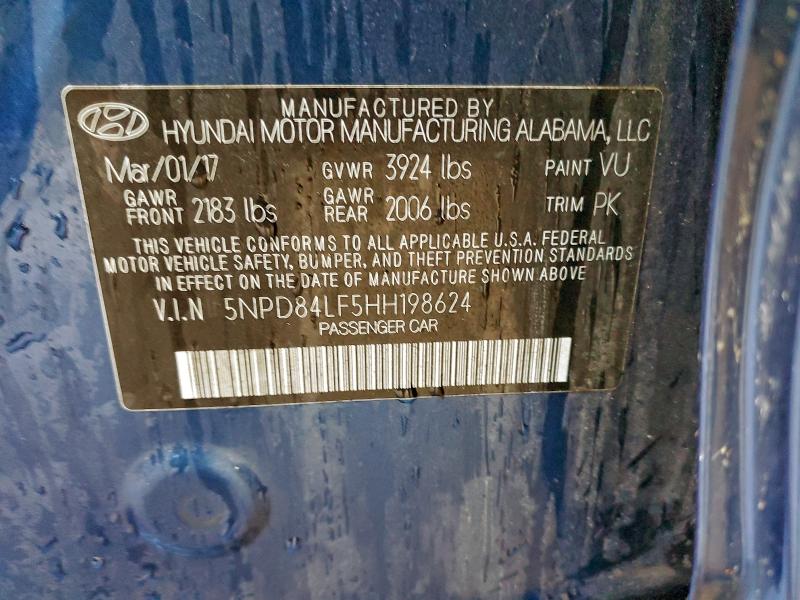 MANUFACTURED BY
HYUNDAI MOTOR MANUFACTURING ALABAMA, LLC
Mar/01/17 GVWR 3924 lbs PAINT VU
GAWR FRONT 2183 lbs GAWR REAR 2006 lbs TRIM PK
THIS VEHICLE CONFORMS TO ALL APPLICABLE U.S.A. FEDERAL
MOTOR VEHICLE SAFETY, BUMPER, AND THEFT PREVENTION STANDARDS
IN EFFECT ON THE DATE OF MANUFACTURE SHOWN ABOVE
V.I.N 5NPD84LF5HH198624
PASSENGER CAR